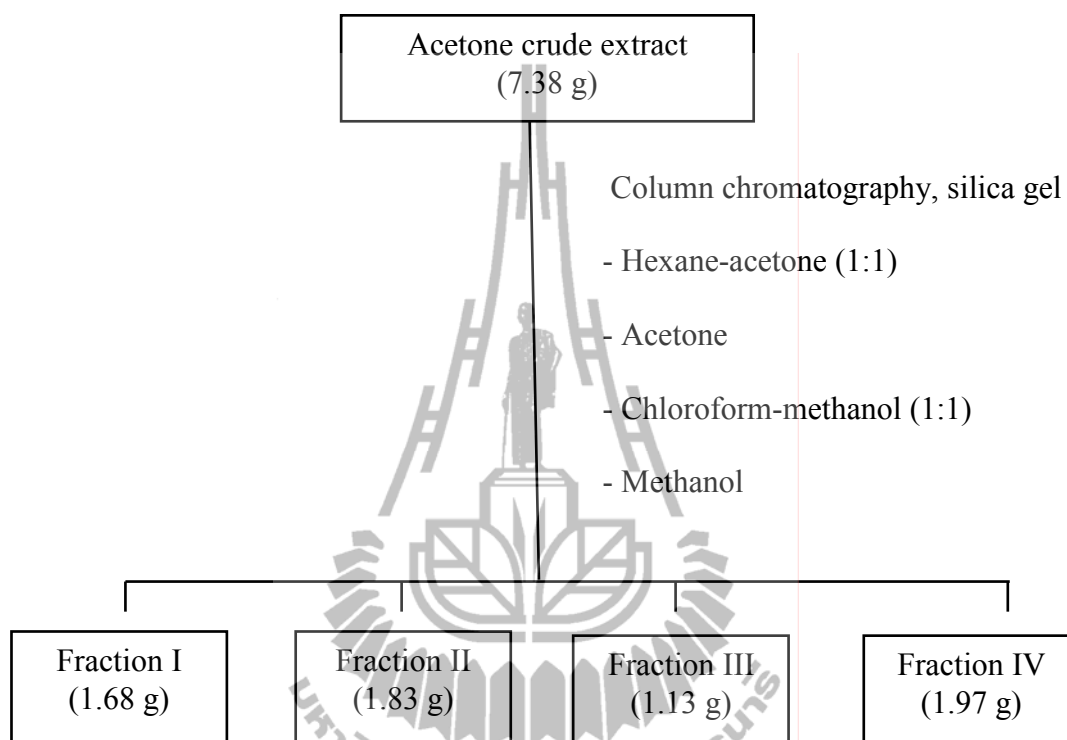 Acetone crude extract
(7.38 g)
Column chromatography, silica gel
- Hexane-acetone (1:1)
- Acetone
- Chloroform-methanol (1:1)
- Methanol
Fraction I
(1.68 g)
Fraction II
(1.83 g)
Fraction III
(1.13 g)
Fraction IV
(1.97 g)